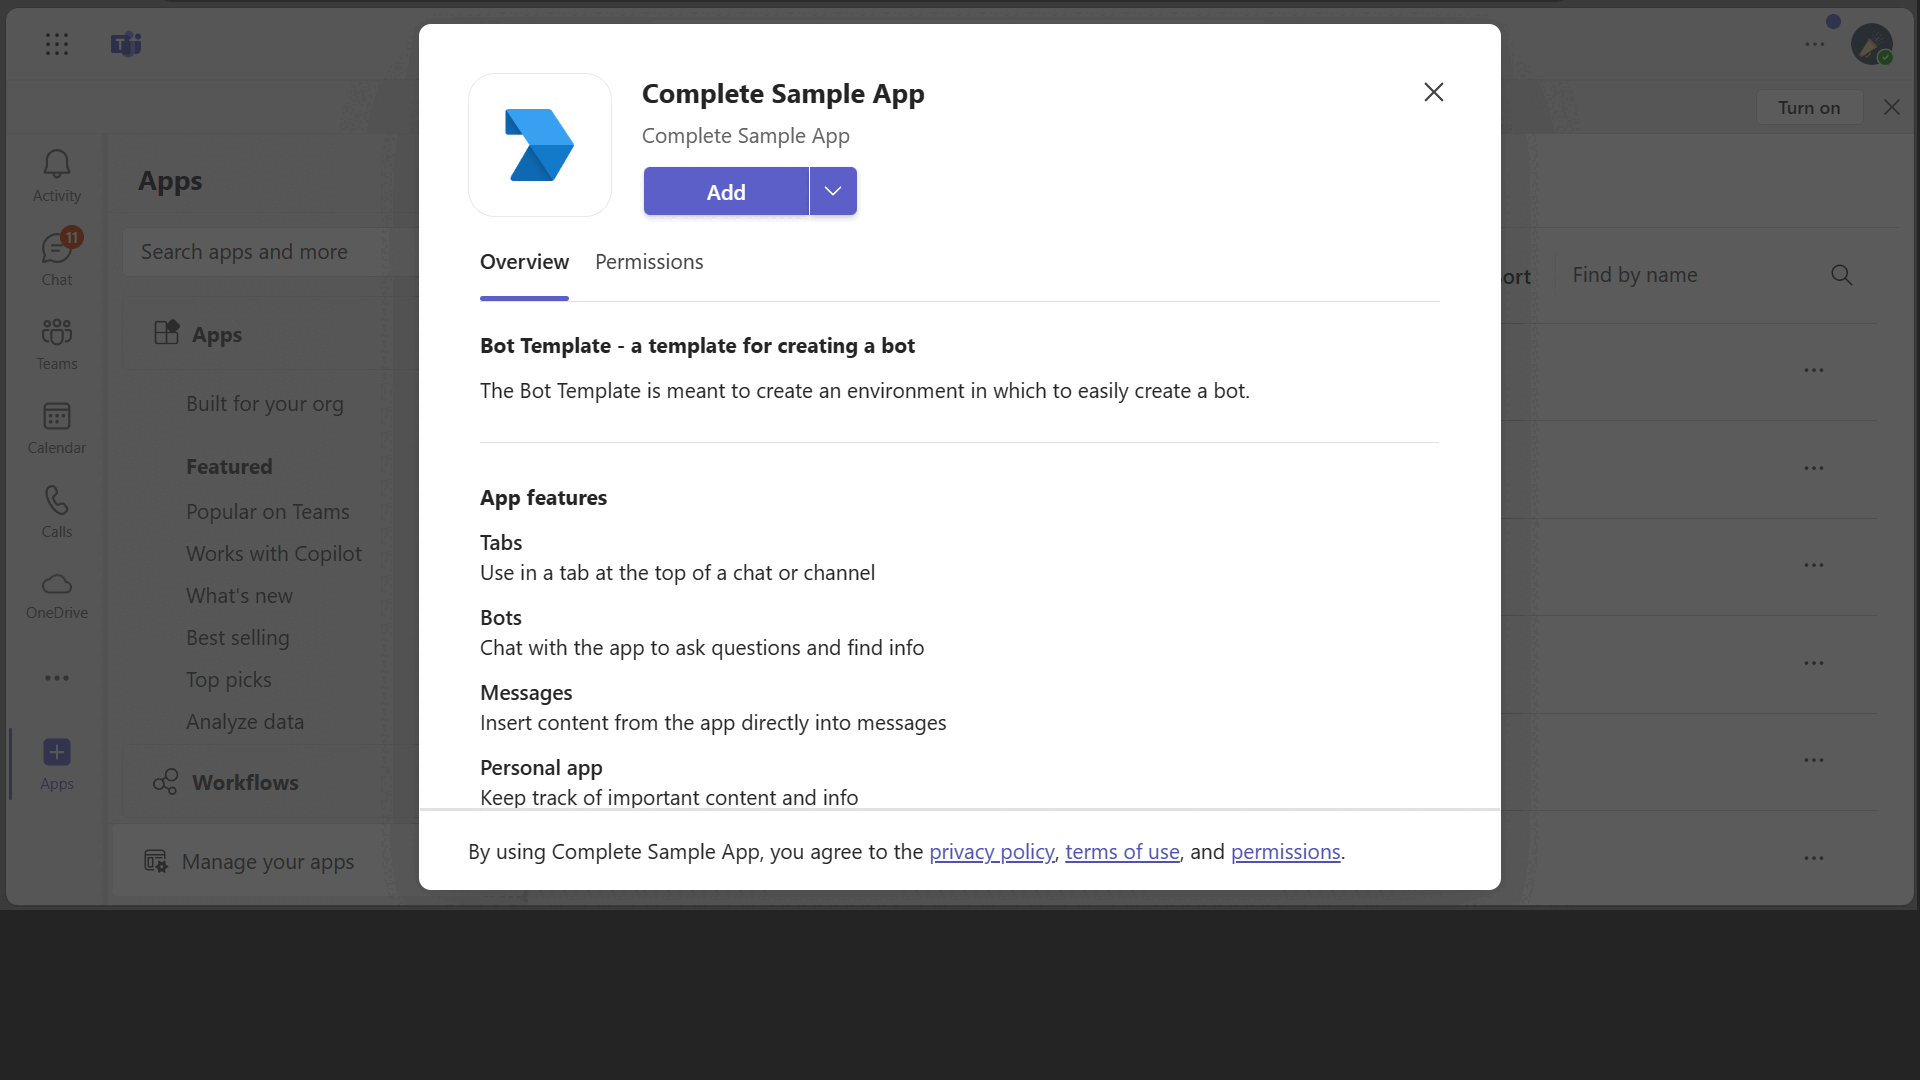 Turn on
Activity
11
Chat
Teams
Calendar
Calls
OneDrive
Apps
Apps
Search apps and more
Apps
Built for your org
Featured
Popular on Teams
Works with Copilot
What's new
Best selling
Top picks
Analyze data
Workflows
Manage your apps
Complete Sample App
Complete Sample App
Add
Overview Permissions
Bot Template - a template for creating a bot
The Bot Template is meant to create an environment in which to easily create a bot.
App features
Tabs
Use in a tab at the top of a chat or channel
Bots
Chat with the app to ask questions and find info
Messages
Insert content from the app directly into messages
Personal app
Keep track of important content and info
By using Complete Sample App, you agree to the privacy policy, terms of use, and permissions.
ort
Find by name